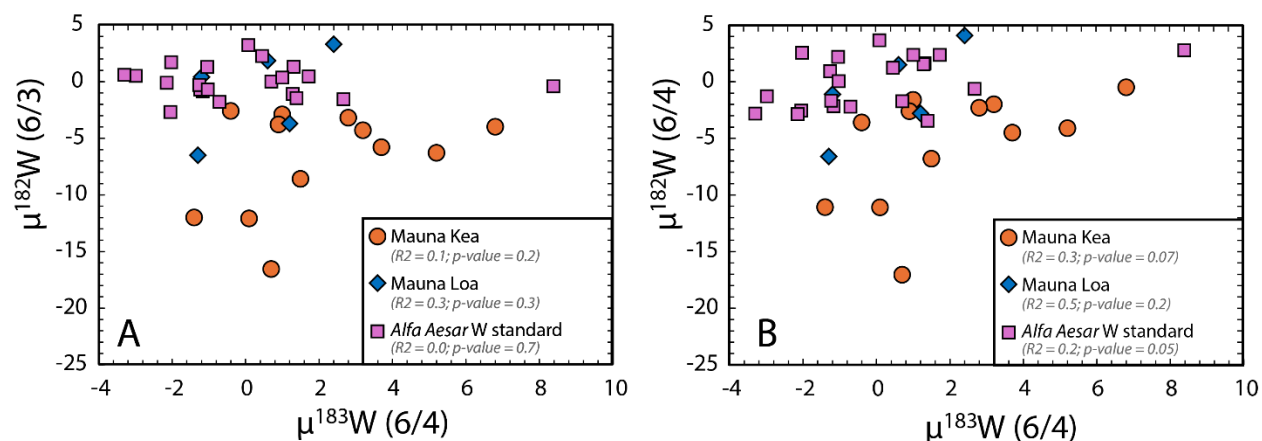 5
0
-5
-10
-15
-20
-25
μ¹⁸²W (6/3)
A
Mauna Kea
(R2 = 0.1; p-value = 0.2)
Mauna Loa
(R2 = 0.3; p-value = 0.3)
Alfa Aesar W standard
(R2 = 0.0; p-value = 0.7)
-4 -2 0 2 4 6 8 10
μ¹⁸³W (6/4)
5
0
-5
-10
-15
-20
-25
μ¹⁸²W (6/4)
B
Mauna Kea
(R2 = 0.3; p-value = 0.07)
Mauna Loa
(R2 = 0.5; p-value = 0.2)
Alfa Aesar W standard
(R2 = 0.2; p-value = 0.05)
-4 -2 0 2 4 6 8 10
μ¹⁸³W (6/4)